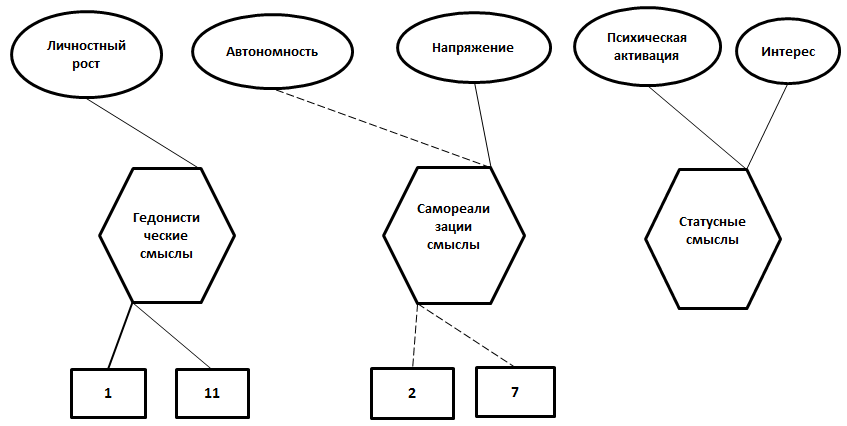 Личностный
рост
Автономность
Напряжение
Психическая
активация
Интерес
Гедонисти
ческие
смыслы
Самореали
зации
смыслы
Статусные
смыслы
1
11
2
7